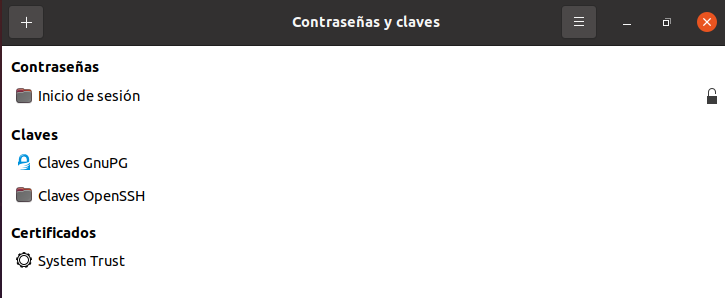 Contraseñas y claves
Contraseñas
Inicio de sesión
Claves
Claves GnuPG
Claves OpenSSH
Certificados
System Trust